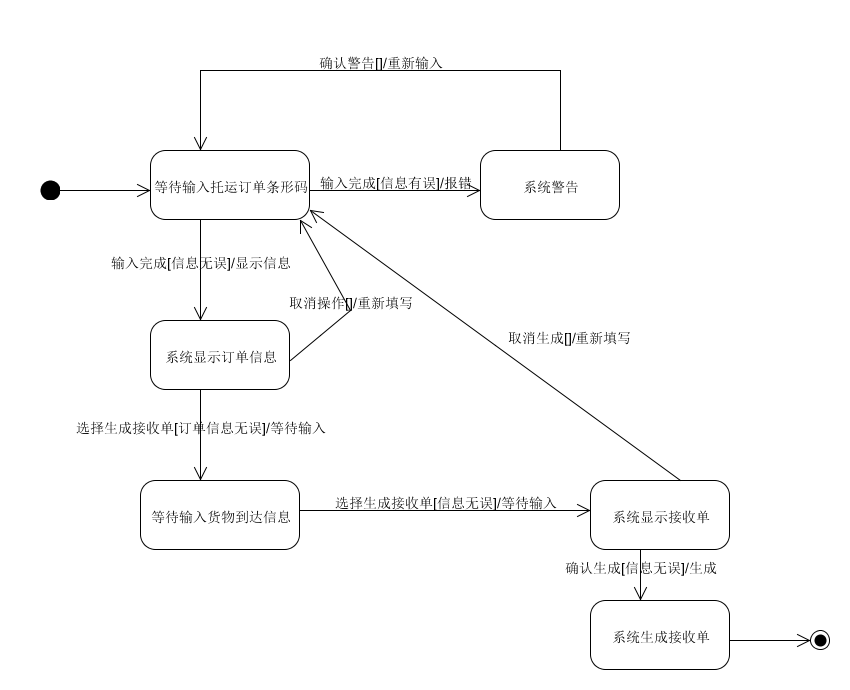 确认警告[]/重新输入
等待输入托运订单条形码
输入完成[信息有误]/报错
系统警告
输入完成[信息无误]/显示信息
取消操作[]/重新填写
取消生成[]/重新填写
系统显示订单信息
选择生成接收单[订单信息无误]/等待输入
等待输入货物到达信息
选择生成接收单[信息无误]/等待输入
系统显示接收单
确认生成[信息无误]/生成
系统生成接收单